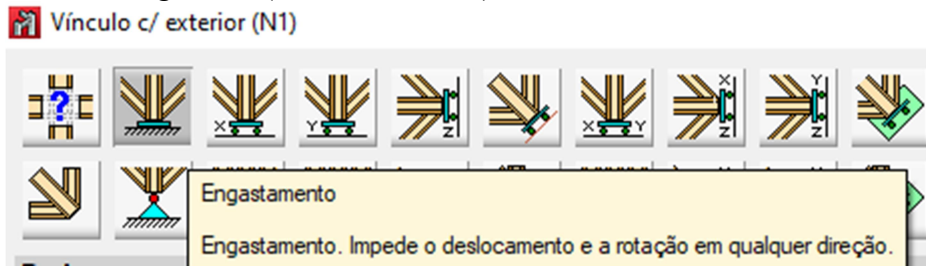 Vínculo c/ exterior (N1)
?
X Y Z X Y X Z Y Z
Engastamento
Engastamento. Impede o deslocamento e a rotação em qualquer direção.